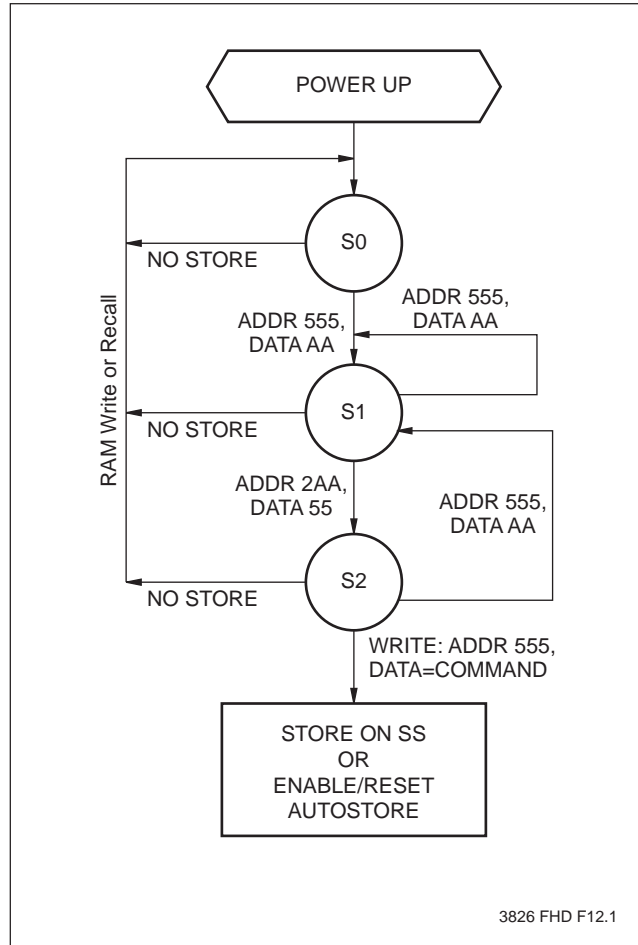 POWER UP
S0
NO STORE
ADDR 555,
DATA AA
ADDR 555,
DATA AA
RAM Write or Recall
S1
NO STORE
ADDR 2AA,
DATA 55
ADDR 555,
DATA AA
S2
NO STORE
WRITE: ADDR 555,
DATA=COMMAND
STORE ON SS
OR
ENABLE/RESET
AUTOSTORE
3826 FHD F12.1